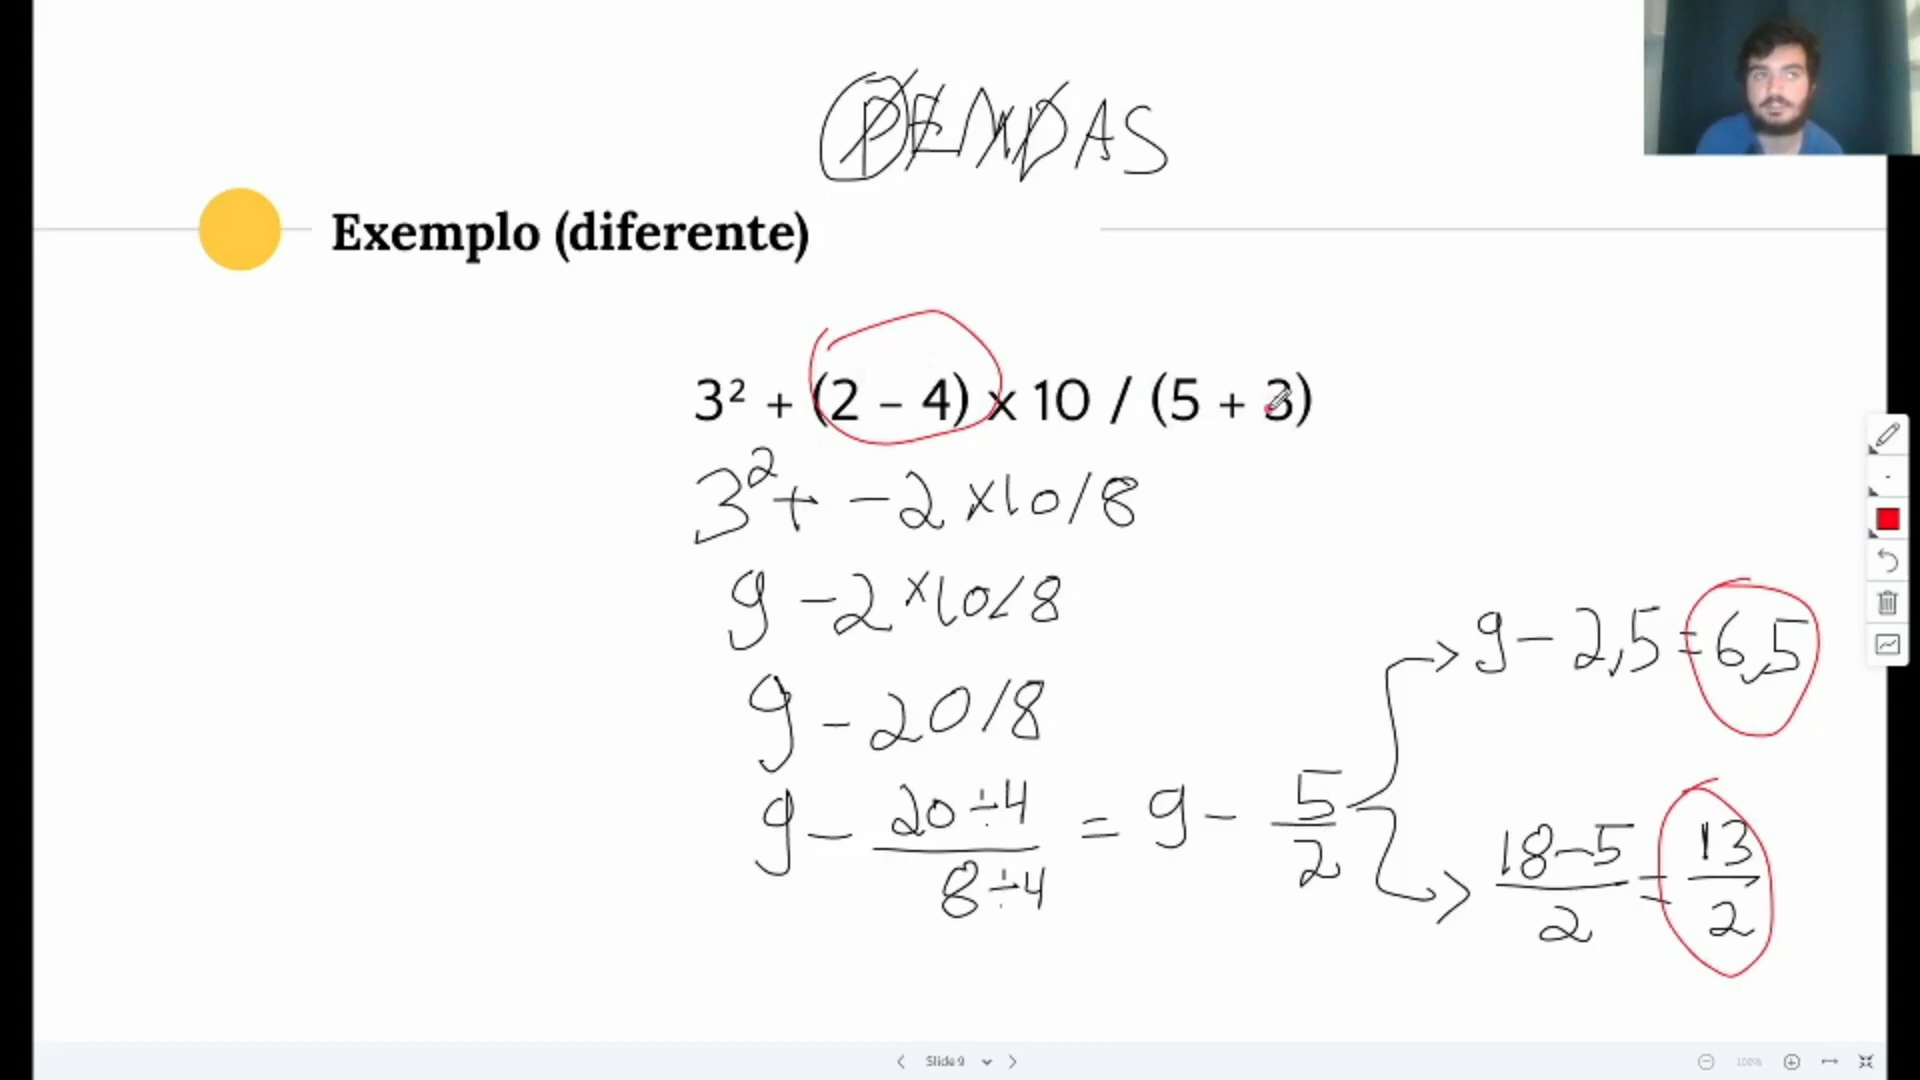 PEMDAS
Exemplo (diferente)
3² + (2 – 4) x 10 / (5 + 3)
3² + -2 x 10 / 8
9 - 2 x 10 / 8
9 - 20 / 8
9 - 20÷4 / 8÷4 = 9 - 5/2
9 - 2,5 = 6,5
18-5 / 2 = 13/2
Slide 9
100%